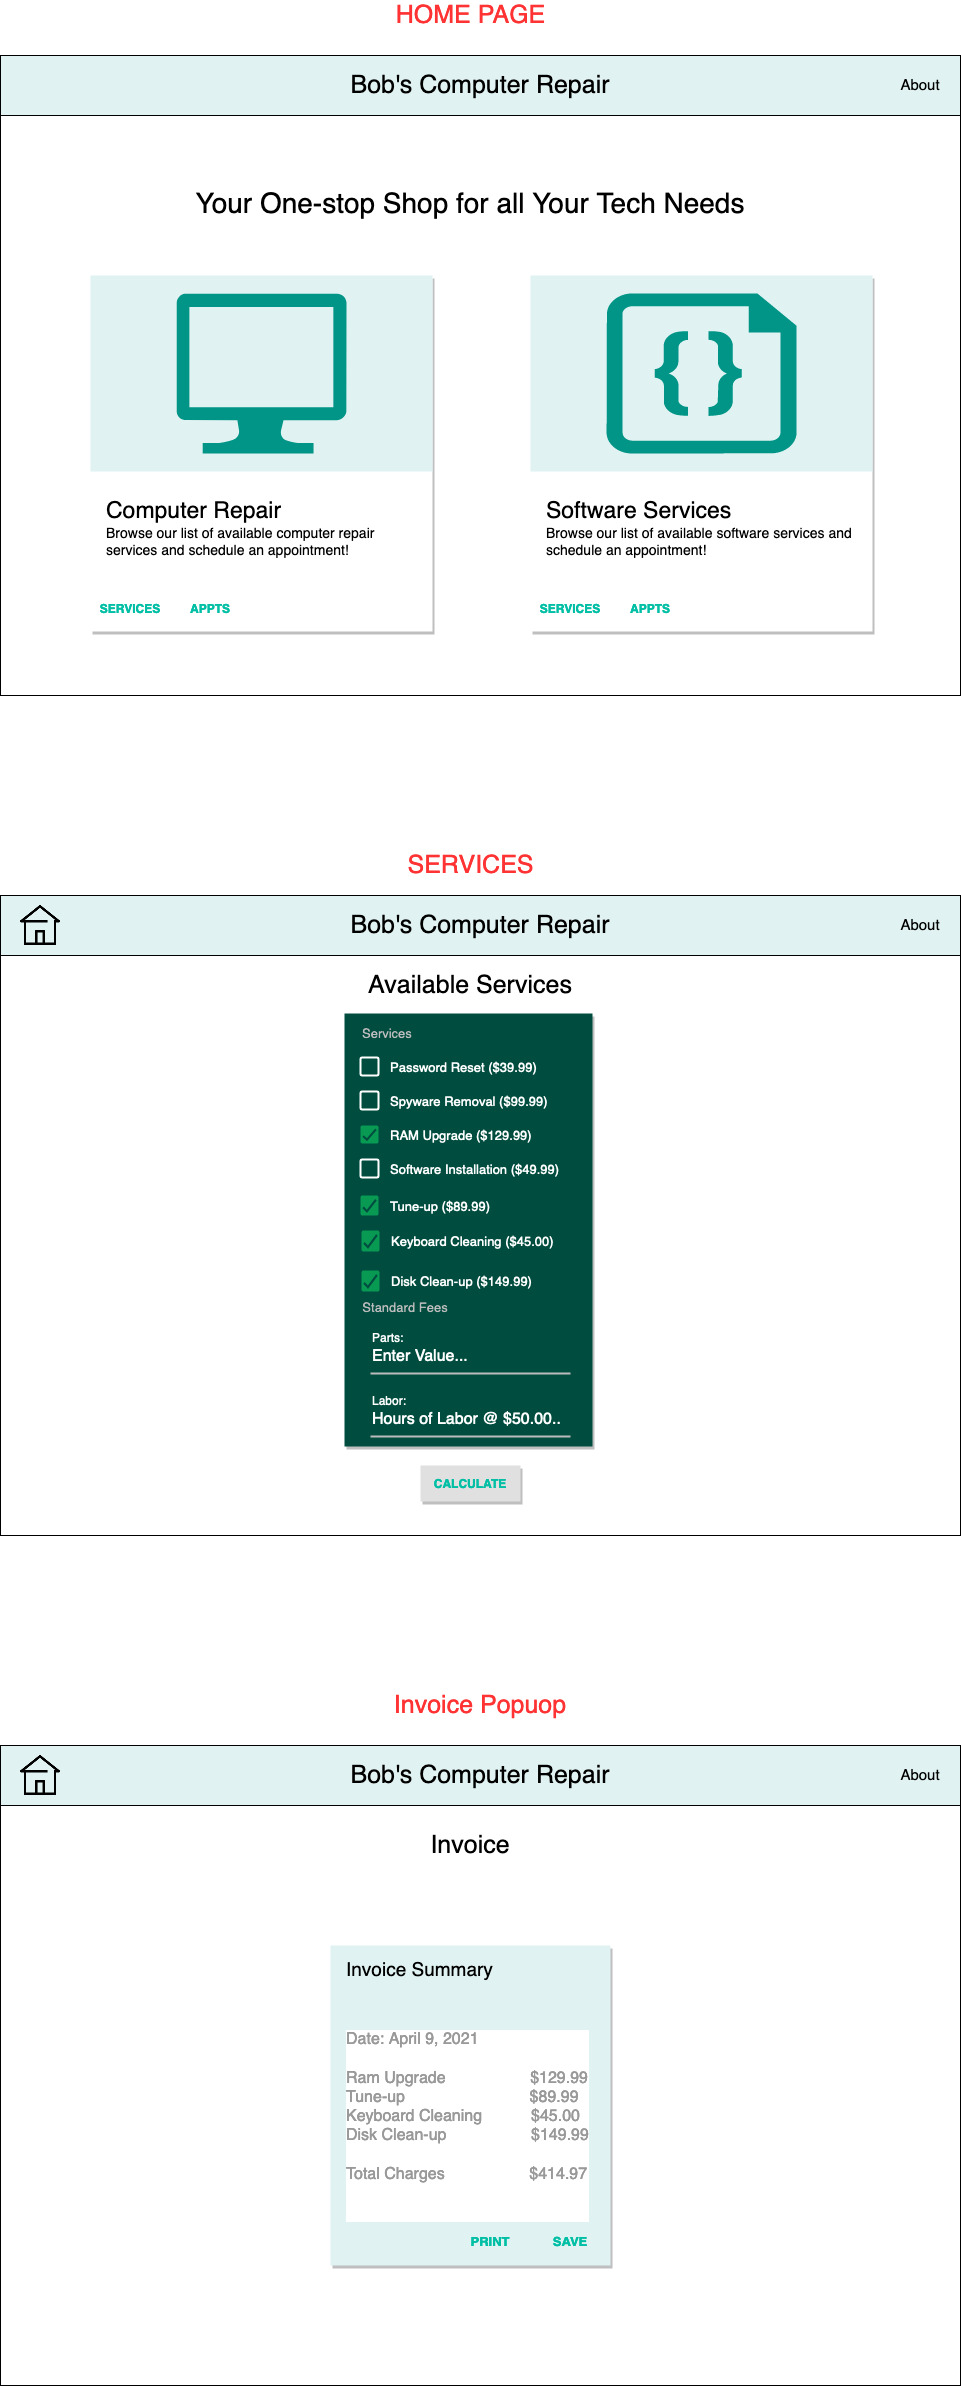 HOME PAGE
Bob's Computer Repair
About
Your One-stop Shop for all Your Tech Needs
{ }
Computer Repair
Browse our list of available computer repair
services and schedule an appointment!
SERVICES APPTS
Software Services
Browse our list of available software services and
schedule an appointment!
SERVICES APPTS
SERVICES
Bob's Computer Repair
About
Available Services
Services
Password Reset ($39.99)
Spyware Removal ($99.99)
RAM Upgrade ($129.99)
Software Installation ($49.99)
Tune-up ($89.99)
Keyboard Cleaning ($45.00)
Disk Clean-up ($149.99)
Standard Fees
Parts:
Enter Value...
Labor:
Hours of Labor @ $50.00..
CALCULATE
Invoice Popuop
Bob's Computer Repair
About
Invoice
Invoice Summary
Date: April 9, 2021
Ram Upgrade $129.99
Tune-up $89.99
Keyboard Cleaning $45.00
Disk Clean-up $149.99
Total Charges $414.97
PRINT SAVE